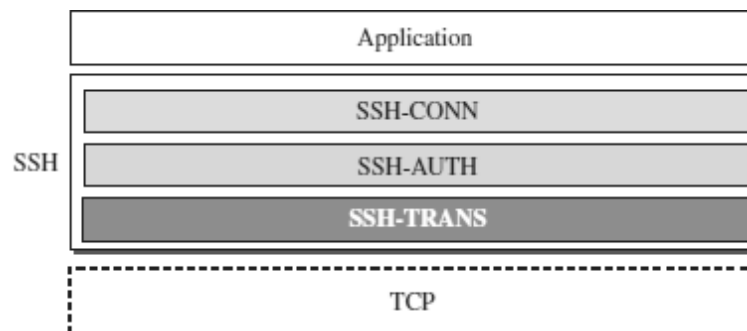 Application
SSH-CONN
SSH
SSH-AUTH
SSH-TRANS
TCP